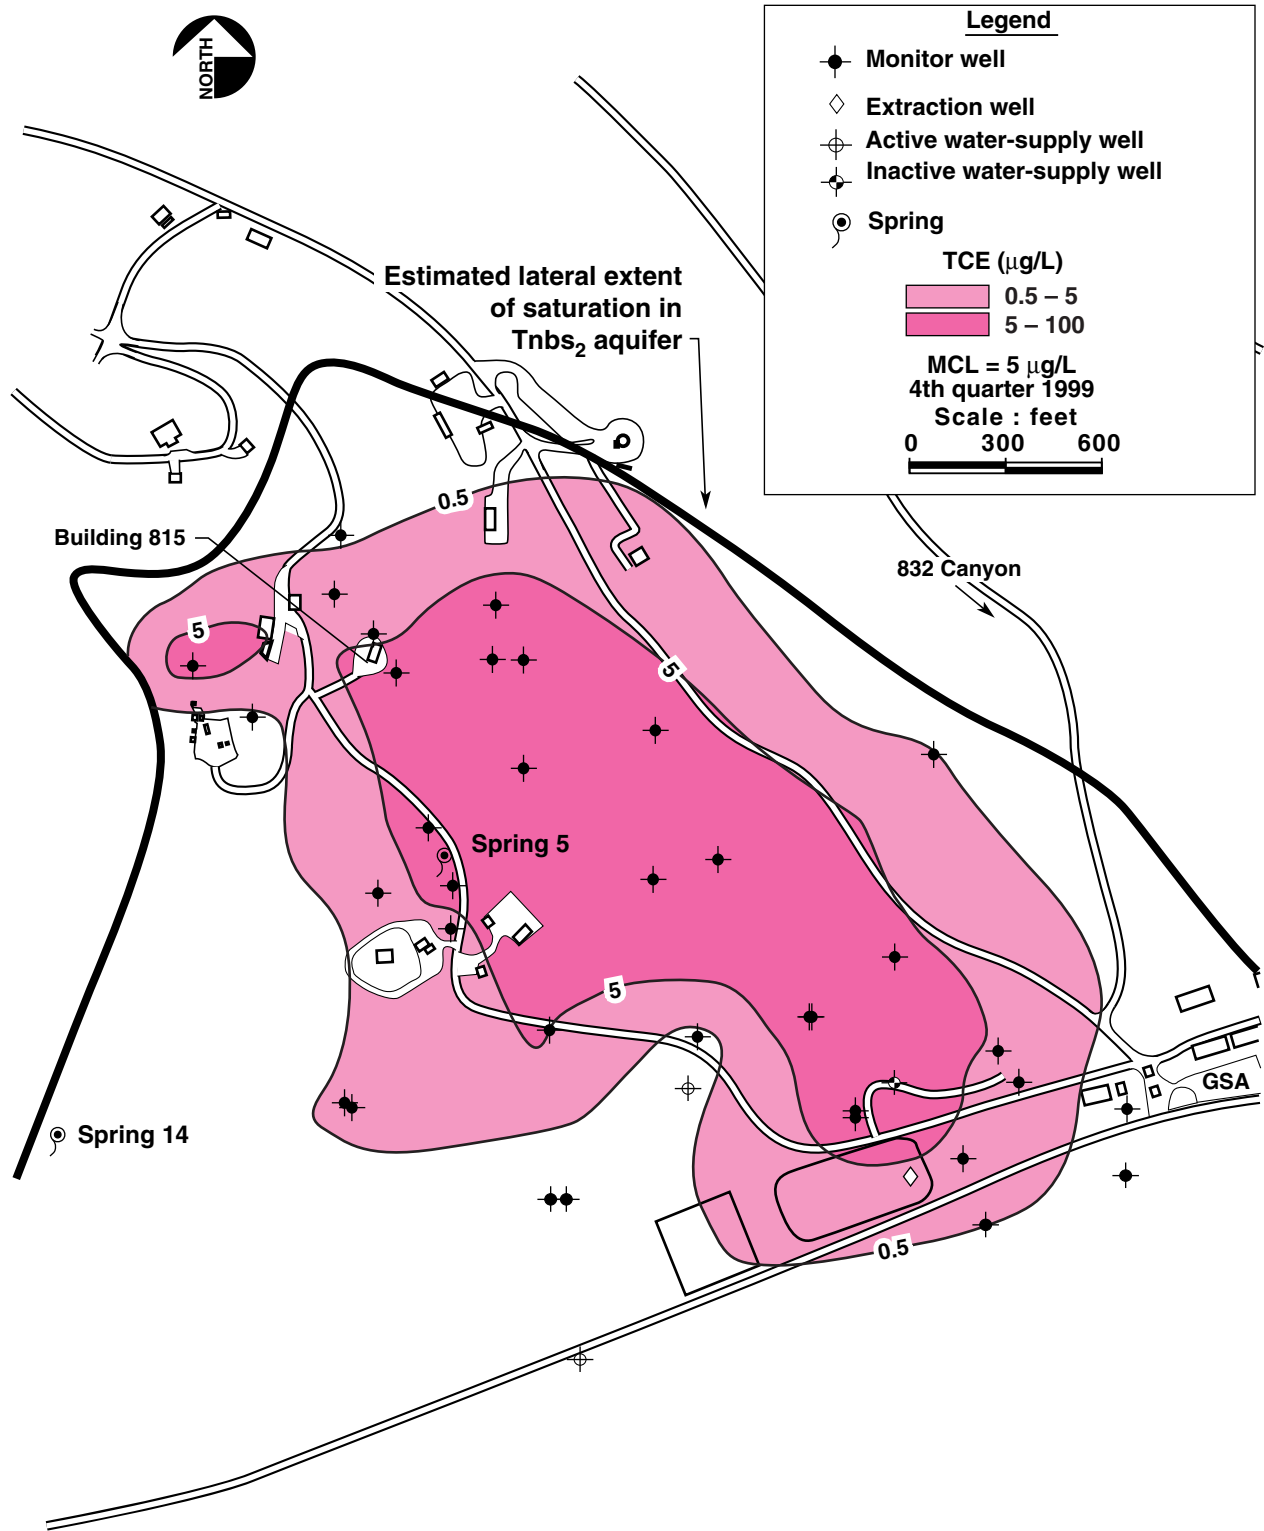 NORTH
Legend
Monitor well
Extraction well
Active water-supply well
Inactive water-supply well
Spring
TCE (μg/L)
0.5 – 5
5 – 100
MCL = 5 μg/L
4th quarter 1999
Scale : feet
0 300 600
Estimated lateral extent
of saturation in
Tnbs2 aquifer
0.5
Building 815
832 Canyon
5
5
Spring 5
5
GSA
Spring 14
0.5